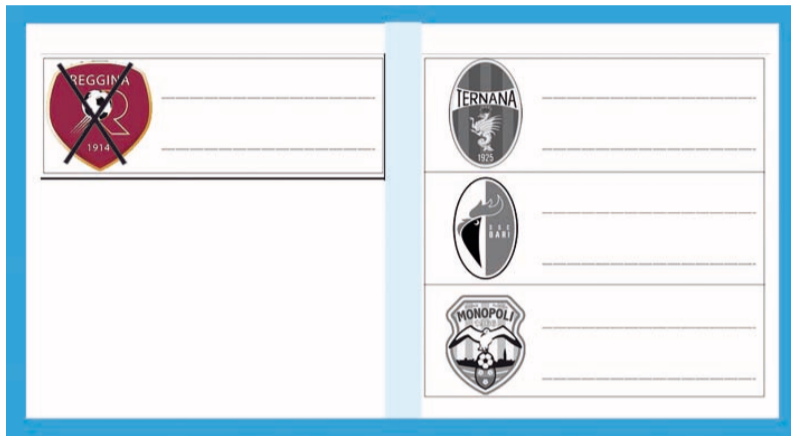 REGGINA
1914
TERNANA
1925
S S C
BARI
MONOPOLI